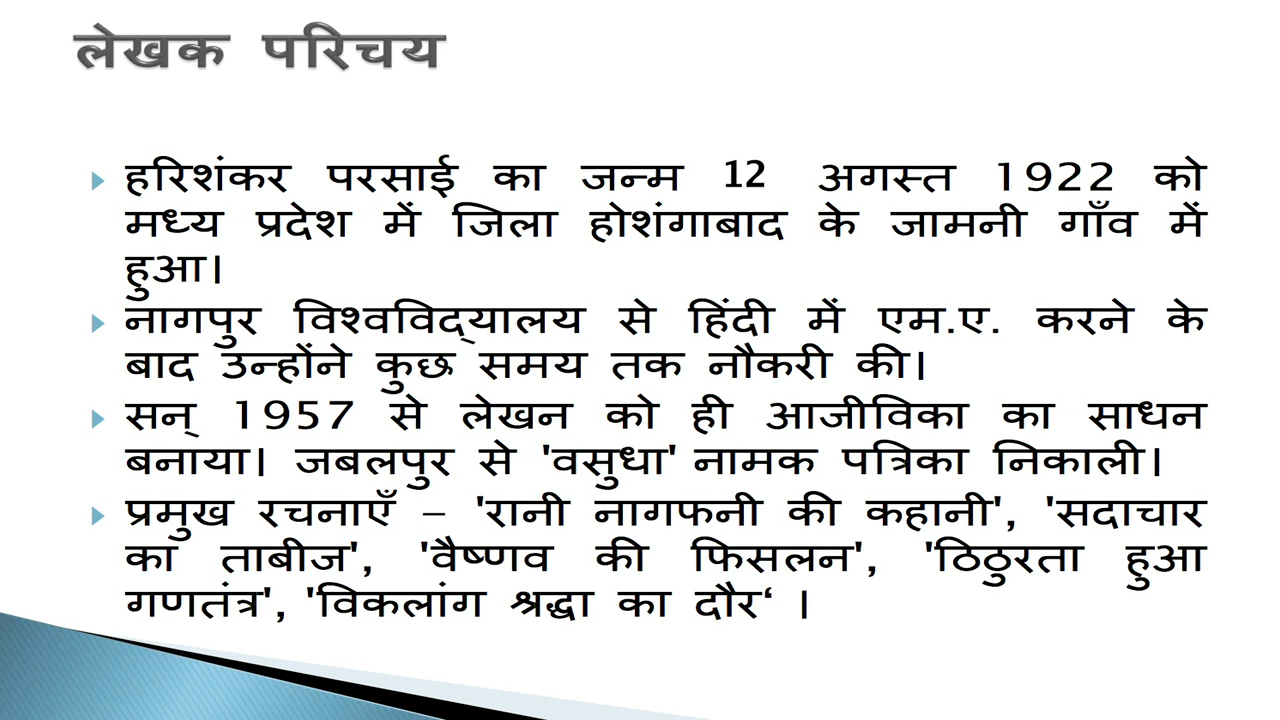 लेखक परिचय
हरिशंकर परसाई का जन्म 12 अगस्त 1922 को
मध्य प्रदेश में जिला होशंगाबाद के जामनी गाँव में
हुआ।
नागपुर विश्वविद्‌यालय से हिंदी में एम.ए. करने के
बाद उन्होंने कुछ समय तक नौकरी की।
सन् 1957 से लेखन को ही आजीविका का साधन
बनाया। जबलपुर से 'वसुधा' नामक पत्रिका निकाली।
प्रमुख रचनाएँ – 'रानी नागफनी की कहानी', 'सदाचार
का ताबीज', 'वैष्णव की फिसलन', 'ठिठुरता हुआ
गणतंत्र', 'विकलांग श्रद्धा का दौर‘ ।